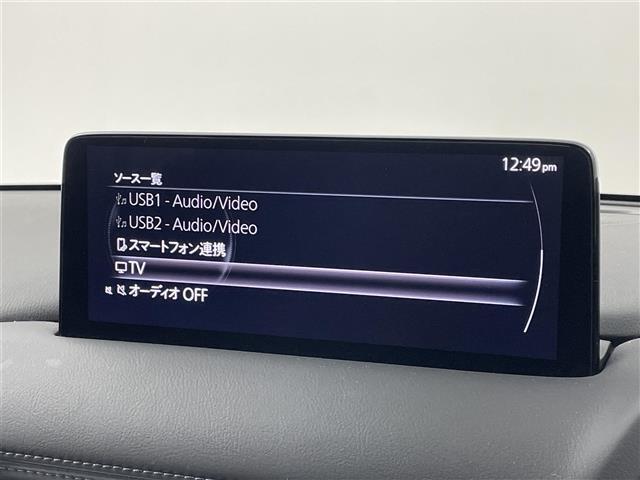 12:49pm
ソース一覧
USB1 - Audio/Video
USB2 - Audio/Video
スマートフォン連携
TV
オーディオ OFF